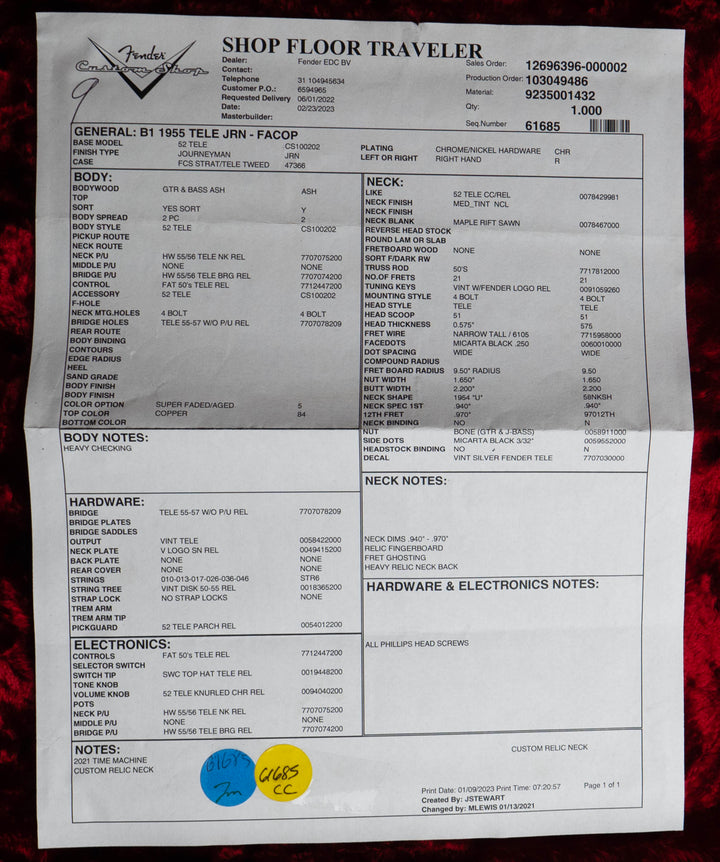 Fender
Custom Shop
9
SHOP FLOOR TRAVELER
Dealer: Fender EDC BV
Contact:
Telephone 31 104945634
Customer P.O.: 6594965
Requested Delivery 06/01/2022
Date: 02/23/2023
Masterbuilder:
Sales Order: 12696396-000002
Production Order: 103049486
Material: 9235001432
Qty: 1.000
Seq.Number 61685
GENERAL: B1 1955 TELE JRN - FACOP
BASE MODEL 52 TELE CS100202
FINISH TYPE JOURNEYMAN JRN
CASE FCS STRAT/TELE TWEED 47366
PLATING CHROME/NICKEL HARDWARE CHR
LEFT OR RIGHT RIGHT HAND R
BODY:
BODYWOOD GTR & BASS ASH ASH
TOP
SORT YES SORT Y
BODY SPREAD 2 PC 2
BODY STYLE 52 TELE CS100202
PICKUP ROUTE
NECK ROUTE
NECK P/U HW 55/56 TELE NK REL 7707075200
MIDDLE P/U NONE NONE
BRIDGE P/U HW 55/56 TELE BRG REL 7707074200
CONTROL FAT 50's TELE REL 7712447200
ACCESSORY 52 TELE CS100202
F-HOLE
NECK MTG.HOLES 4 BOLT 4 BOLT
BRIDGE HOLES TELE 55-57 W/O P/U REL 7707078209
REAR ROUTE
BODY BINDING
CONTOURS
EDGE RADIUS
HEEL
SAND GRADE
BODY FINISH
BODY FINISH
COLOR OPTION SUPER FADED/AGED 5
TOP COLOR COPPER 84
BOTTOM COLOR
BODY NOTES:
HEAVY CHECKING
HARDWARE:
BRIDGE TELE 55-57 W/O P/U REL 7707078209
BRIDGE PLATES
BRIDGE SADDLES
OUTPUT VINT TELE 0058422000
NECK PLATE V LOGO SN REL 0049415200
BACK PLATE NONE NONE
REAR COVER NONE NONE
STRINGS 010-013-017-026-036-046 STR6
STRING TREE VINT DISK 50-55 REL 0018365200
STRAP LOCK NO STRAP LOCKS NONE
TREM ARM
TREM ARM TIP
PICKGUARD 52 TELE PARCH REL 0054012200
ELECTRONICS:
CONTROLS FAT 50's TELE REL 7712447200
SELECTOR SWITCH
SWITCH TIP SWC TOP HAT TELE REL 0019448200
TONE KNOB
VOLUME KNOB 52 TELE KNURLED CHR REL 0094040200
POTS
NECK P/U HW 55/56 TELE NK REL 7707075200
MIDDLE P/U NONE NONE
BRIDGE P/U HW 55/56 TELE BRG REL 7707074200
NECK:
LIKE 52 TELE CC/REL 0078429981
NECK FINISH MED_TINT NCL
NECK FINISH
NECK BLANK MAPLE RIFT SAWN 0078467000
REVERSE HEAD STOCK
ROUND LAM OR SLAB
FRETBOARD WOOD NONE NONE
SORT F/DARK RW
TRUSS ROD 50'S 7717812000
NO.OF FRETS 21 21
TUNING KEYS VINT W/FENDER LOGO REL 0091059260
MOUNTING STYLE 4 BOLT 4 BOLT
HEAD STYLE TELE TELE
HEAD SCOOP 51 51
HEAD THICKNESS 0.575" 575
FRET WIRE NARROW TALL / 6105 7715958000
FACEDOTS MICARTA BLACK .250 0060010000
DOT SPACING WIDE WIDE
COMPOUND RADIUS
FRET BOARD RADIUS 9.50" RADIUS 9.50
NUT WIDTH 1.650" 1.650
BUTT WIDTH 2.200" 2.200
NECK SHAPE 1954 "U" 58NKSH
NECK SPEC 1ST .940" .940"
12TH FRET .970" 97012TH
NECK BINDING NO N
NUT BONE (GTR & J-BASS) 0058911000
SIDE DOTS MICARTA BLACK 3/32" 0059552000
HEADSTOCK BINDING NO N
DECAL VINT SILVER FENDER TELE 7707030000
NECK NOTES:
NECK DIMS .940" - .970"
RELIC FINGERBOARD
FRET GHOSTING
HEAVY RELIC NECK BACK
HARDWARE & ELECTRONICS NOTES:
ALL PHILLIPS HEAD SCREWS
NOTES:
2021 TIME MACHINE
CUSTOM RELIC NECK
CUSTOM RELIC NECK
61685
61685
CC
Print Date: 01/09/2023 Print Time: 07:20:57
Page 1 of 1
Created By: JSTEWART
Changed by: MLEWIS 01/13/2021